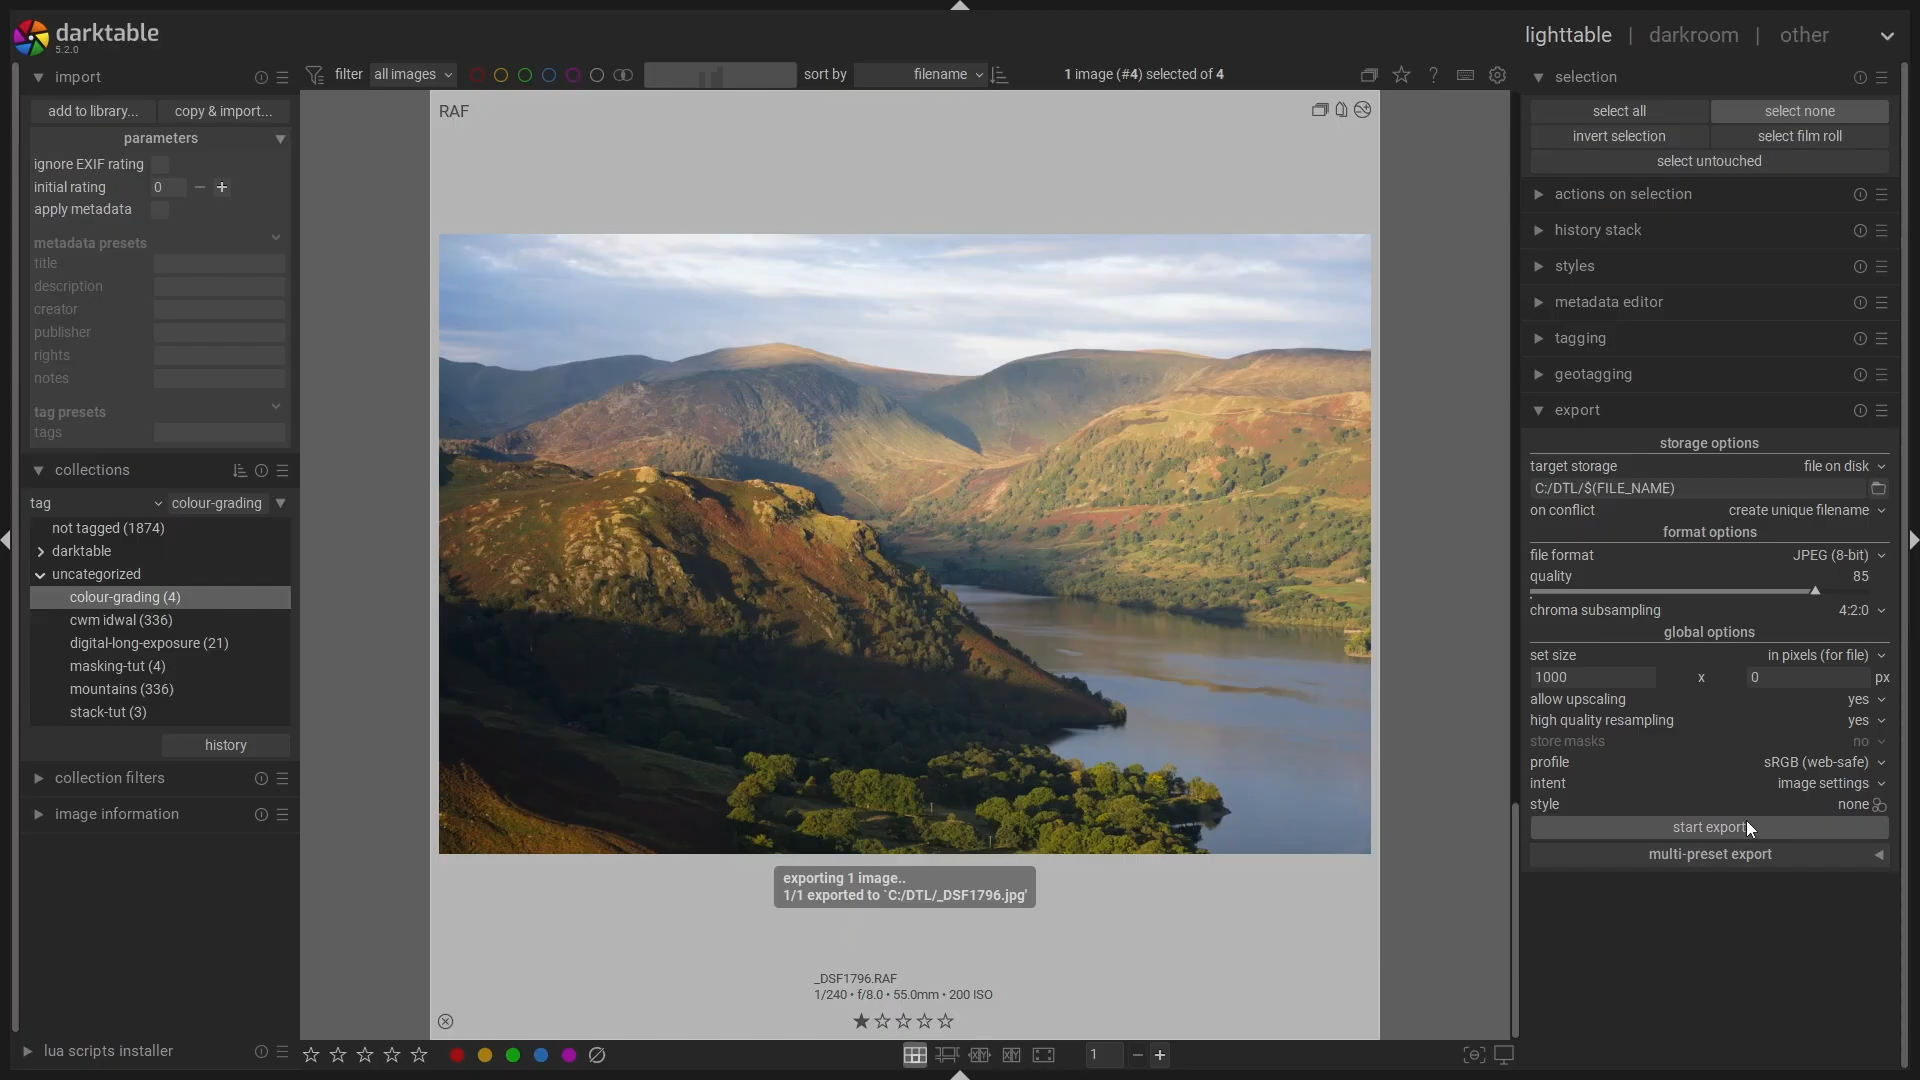 darktable
5.2.0
lighttable | darkroom | other
import
add to library...
copy & import...
parameters
ignore EXIF rating
initial rating 0 − +
apply metadata
metadata presets
title
description
creator
publisher
rights
notes
tag presets
tags
collections
tag colour-grading
not tagged (1874)
darktable
uncategorized
colour-grading (4)
cwm idwal (336)
digital-long-exposure (21)
masking-tut (4)
mountains (336)
stack-tut (3)
history
collection filters
image information
lua scripts installer
filter all images
sort by filename
1 image (#4) selected of 4
RAF
exporting 1 image..
1/1 exported to `C:/DTL/_DSF1796.jpg'
_DSF1796.RAF
1/240 • f/8.0 • 55.0mm • 200 ISO
1 − +
selection
select all
select none
invert selection
select film roll
select untouched
actions on selection
history stack
styles
metadata editor
tagging
geotagging
export
storage options
target storage file on disk
C:/DTL/$(FILE_NAME)
on conflict create unique filename
format options
file format JPEG (8-bit)
quality 85
chroma subsampling 4:2:0
global options
set size in pixels (for file)
1000 x 0 px
allow upscaling yes
high quality resampling yes
store masks no
profile sRGB (web-safe)
intent image settings
style none
start export
multi-preset export